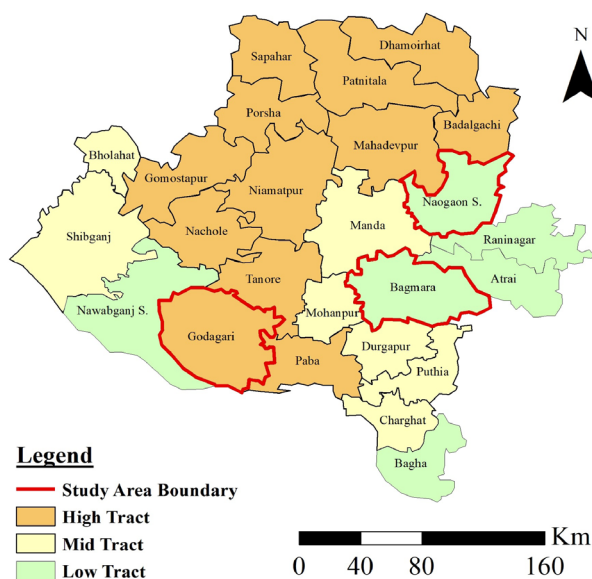 Dhamoirhat
N
Sapahar
Patnitala
Porsha
Badalgachi
Mahadevpur
Bholahat
Gomostapur
Niamatpur
Naogaon S.
Manda
Nachole
Shibganj
Raninagar
Tanore
Atrai
Bagmara
Nawabganj S.
Mohanpur
Godagari
Durgapur
Paba
Puthia
Charghat
Bagha
Legend
Study Area Boundary
High Tract
Mid Tract
Low Tract
Km
0 40 80 160